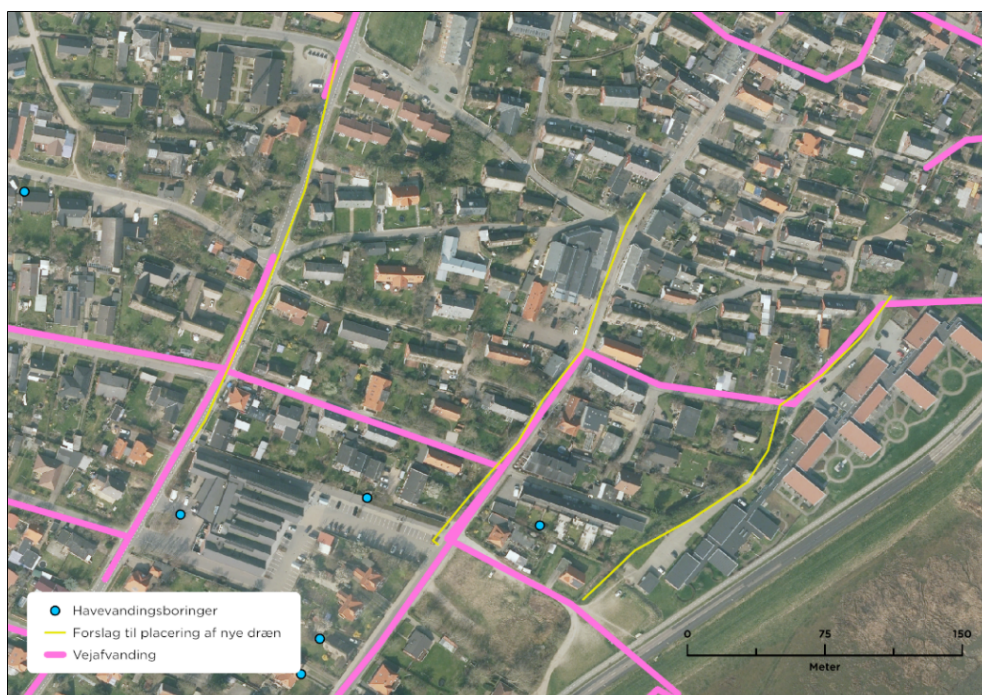 Havevandingsboringer
Forslag til placering af nye dræn
Vejafvanding
0 75 150
Meter